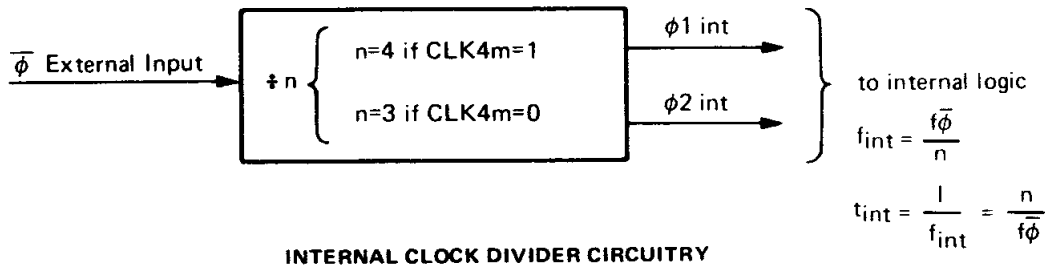 φ̅ External Input
÷ n
n=4 if CLK4m=1
n=3 if CLK4m=0
φ1 int
φ2 int
to internal logic
f_int = fφ̅ / n
t_int = 1 / f_int = n / fφ̅
INTERNAL CLOCK DIVIDER CIRCUITRY